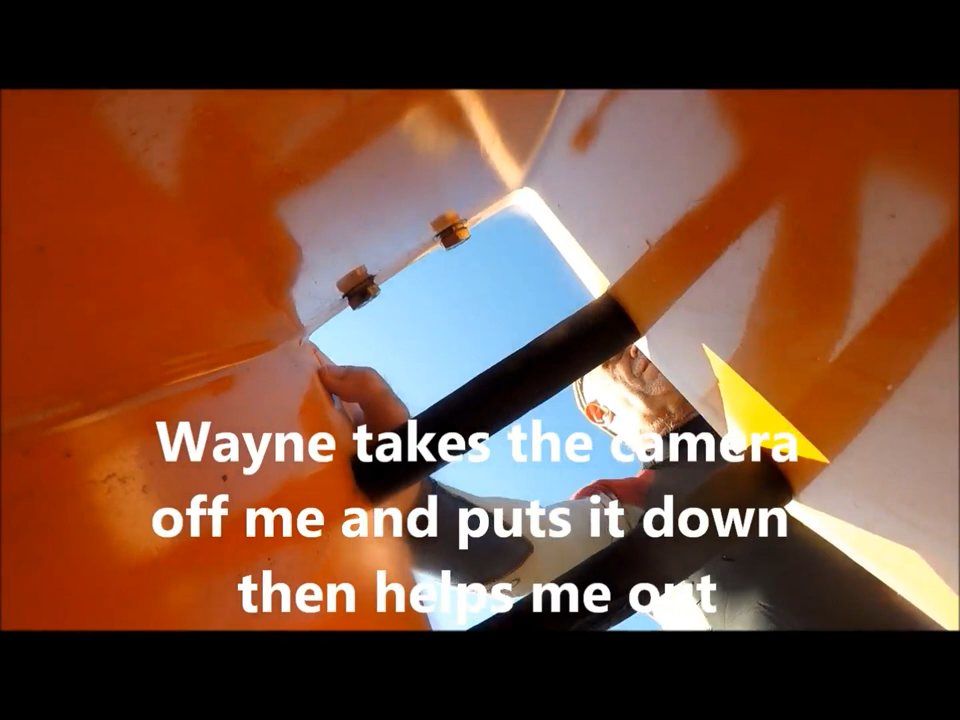 Wayne takes the camera
off me and puts it down
then helps me out